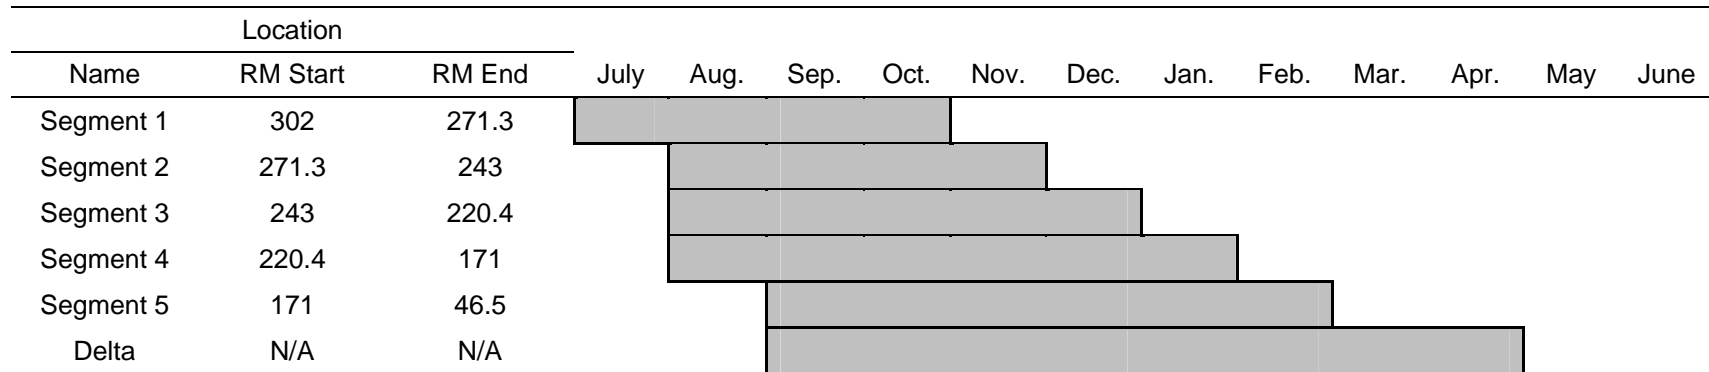 Location
Name RM Start RM End July Aug. Sep. Oct. Nov. Dec. Jan. Feb. Mar. Apr. May June
Segment 1 302 271.3
Segment 2 271.3 243
Segment 3 243 220.4
Segment 4 220.4 171
Segment 5 171 46.5
Delta N/A N/A